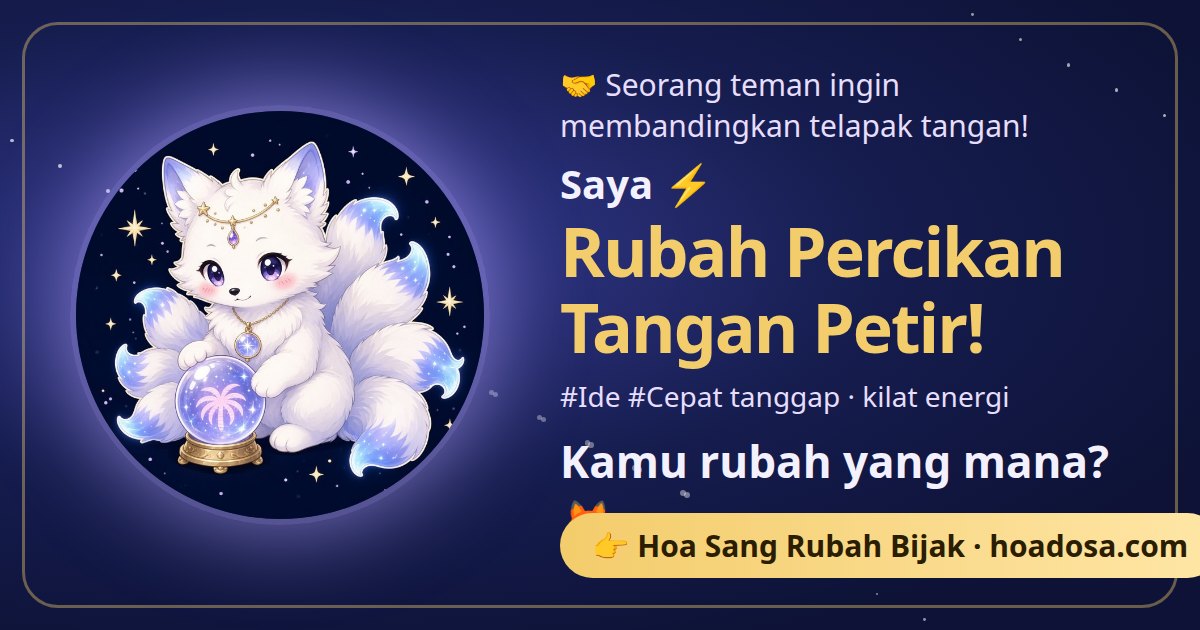 🤝 Seorang teman ingin
membandingkan telapak tangan!
Saya ⚡
Rubah Percikan
Tangan Petir!
#Ide #Cepat tanggap · kilat energi
Kamu rubah yang mana?
🦊
👉 Hoa Sang Rubah Bijak · hoadosa.com